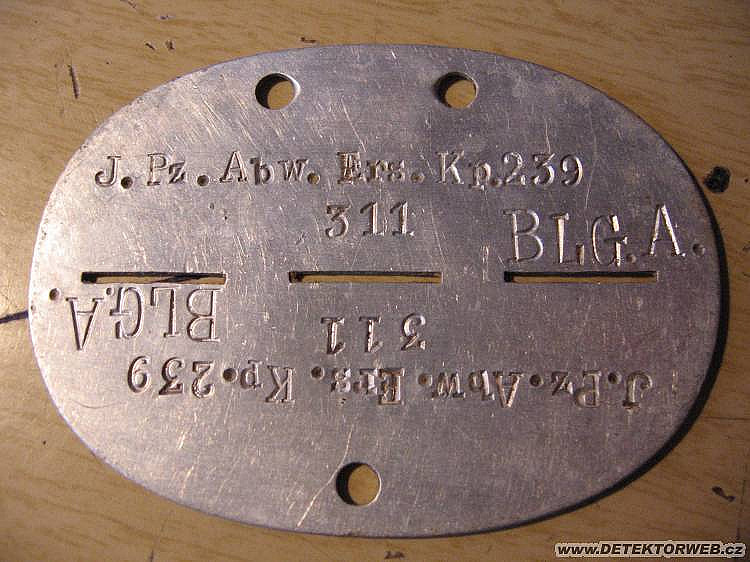 J. Pz. Abw. Ers. Kp. 239
311
BLG.A.
BLG.A.
311
J. Pz. Abw. Ers. Kp. 239
www.DETEKTORWEB.cz